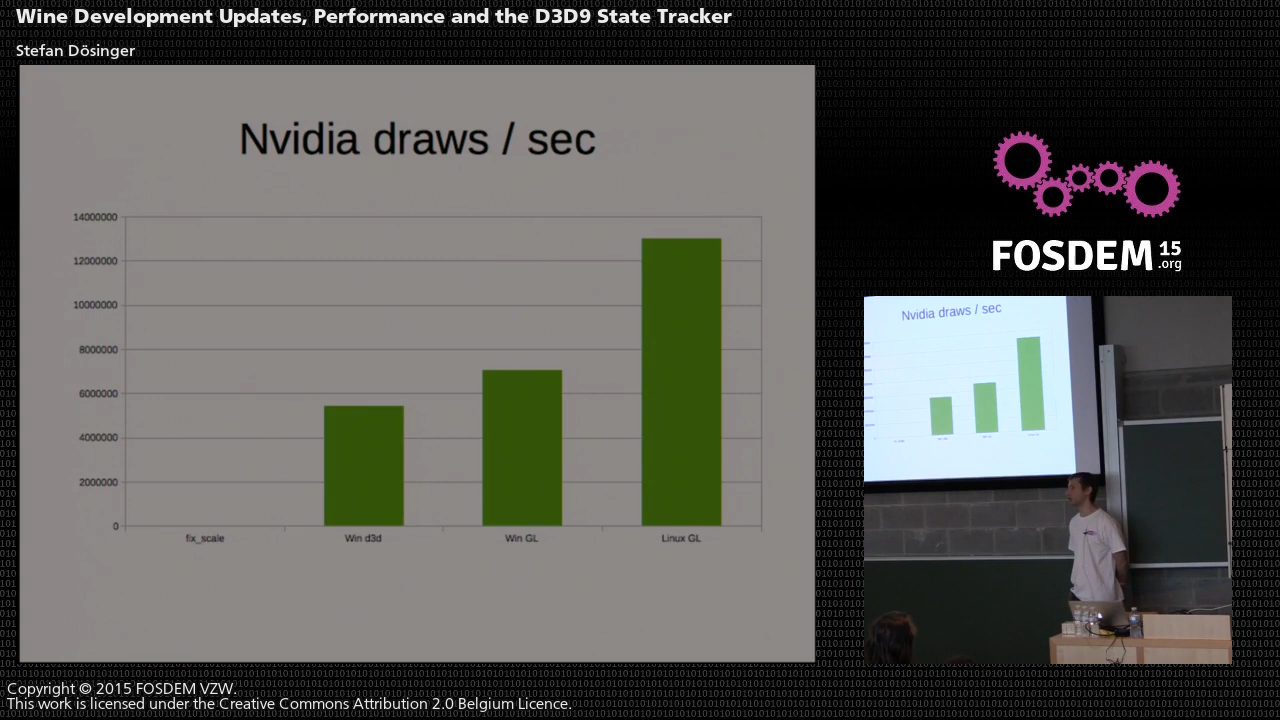 Wine Development Updates, Performance and the D3D9 State Tracker
Stefan Dösinger
Nvidia draws / sec
14000000
12000000
10000000
8000000
6000000
4000000
2000000
0
fix_scale
Win d3d
Win GL
Linux GL
FOSDEM 15
.org
Nvidia draws / sec
Copyright © 2015 FOSDEM VZW.
This work is licensed under the Creative Commons Attribution 2.0 Belgium Licence.